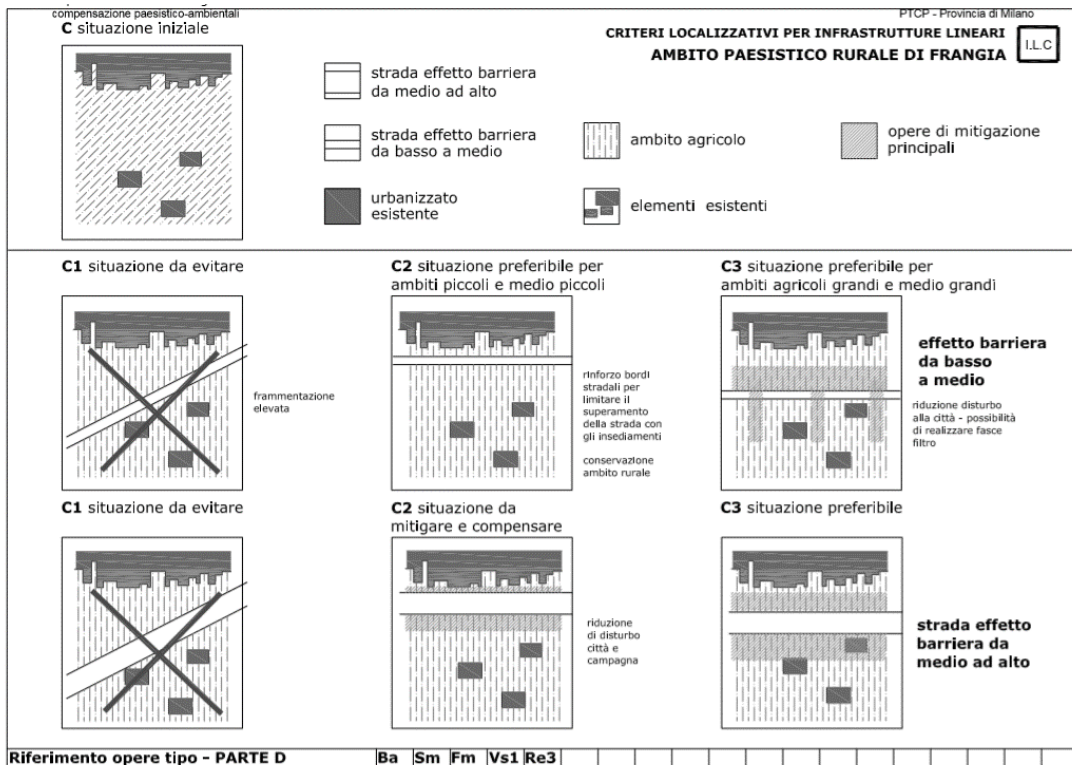 compensazione paesistico-ambientali
PTCP - Provincia di Milano
C situazione iniziale
CRITERI LOCALIZZATIVI PER INFRASTRUTTURE LINEARI
AMBITO PAESISTICO RURALE DI FRANGIA
I.L.C
strada effetto barriera
da medio ad alto
strada effetto barriera
da basso a medio
ambito agricolo
opere di mitigazione
principali
urbanizzato
esistente
elementi esistenti
C1 situazione da evitare
frammentazione
elevata
C2 situazione preferibile per
ambiti piccoli e medio piccoli
rinforzo bordi
stradali per
limitare il
superamento
della strada con
gli insediamenti
conservazione
ambito rurale
C3 situazione preferibile per
ambiti agricoli grandi e medio grandi
effetto barriera
da basso
a medio
riduzione disturbo
alla città - possibilità
di realizzare fasce
filtro
C1 situazione da evitare
C2 situazione da
mitigare e compensare
riduzione
di disturbo
città e
campagna
C3 situazione preferibile
strada effetto
barriera da
medio ad alto
Riferimento opere tipo - PARTE D
Ba Sm Fm Vs1 Re3